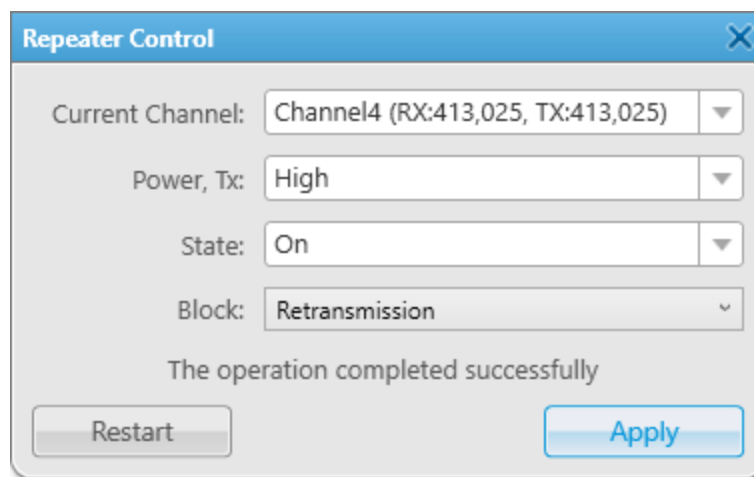 Repeater Control
Current Channel: Channel4 (RX:413,025, TX:413,025)
Power, Tx: High
State: On
Block: Retransmission
The operation completed successfully
Restart Apply